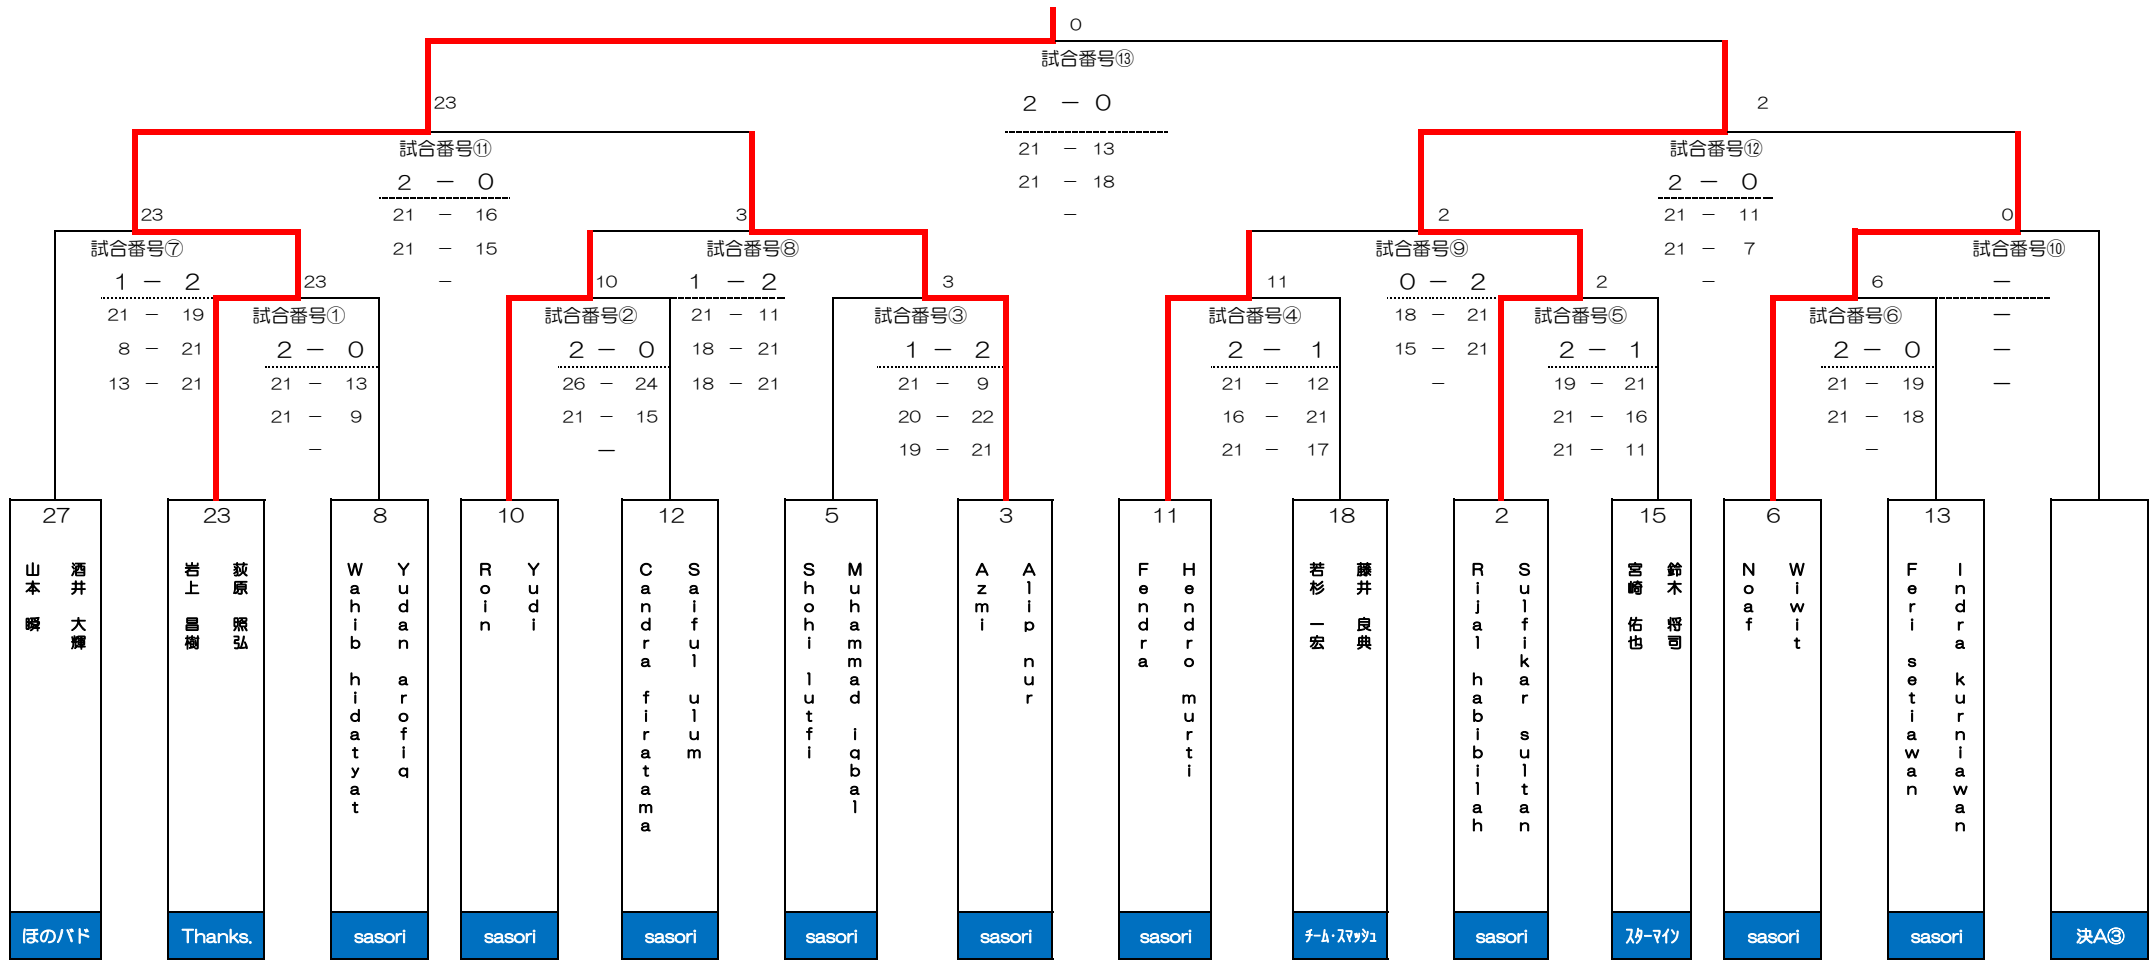 0
試合番号⑬
2 － 0
21 － 13
21 － 18
－
23
2
試合番号⑪
2 － 0
21 － 16
21 － 15
－
試合番号⑫
2 － 0
21 － 11
21 － 7
－
23
試合番号⑦
1 － 2
21 － 19
8 － 21
13 － 21
3
試合番号⑧
1 － 2
21 － 11
18 － 21
18 － 21
2
試合番号⑨
0 － 2
18 － 21
15 － 21
－
0
試合番号⑩
－
－
－
－
23
試合番号①
2 － 0
21 － 13
21 － 9
－
10
試合番号②
2 － 0
26 － 24
21 － 15
－
3
試合番号③
1 － 2
21 － 9
20 － 22
19 － 21
11
試合番号④
2 － 1
21 － 12
16 － 21
21 － 17
2
試合番号⑤
2 － 1
19 － 21
21 － 16
21 － 11
6
試合番号⑥
2 － 0
21 － 19
21 － 18
－
27
酒井 大輝
山本 瞬
ほのバド
23
荻原 照弘
岩上 昌樹
Thanks.
8
Yudan arofiq
Wahib hidatyat
sasori
10
Yudi
Roin
sasori
12
Saiful ulum
Candra firatama
sasori
5
Muhammad iqbal
Shohi lutfi
sasori
3
Alip nur
Azmi
sasori
11
Hendro murti
Fendra
sasori
18
藤井 良典
若杉 一宏
ﾁｰﾑ・ｽﾏｯｼｭ
2
Sulfikar sultan
Rijal habibilah
sasori
15
鈴木 将司
宮崎 佑也
ｽﾀｰﾏｲﾝ
6
Wiwit
Noaf
sasori
13
Indra kurniawan
Feri setiawan
sasori
決A③